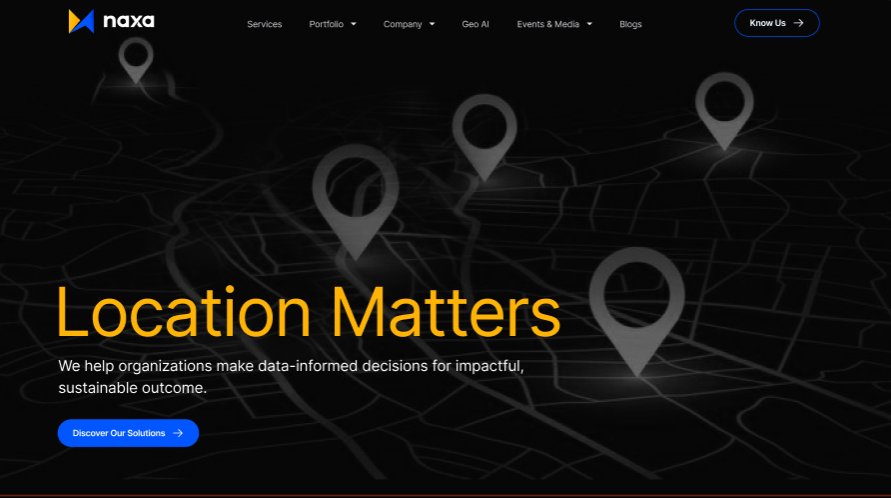 naxa
Services
Portfolio
Company
Geo AI
Events & Media
Blogs
Know Us
Location Matters
We help organizations make data-informed decisions for impactful,
sustainable outcome.
Discover Our Solutions